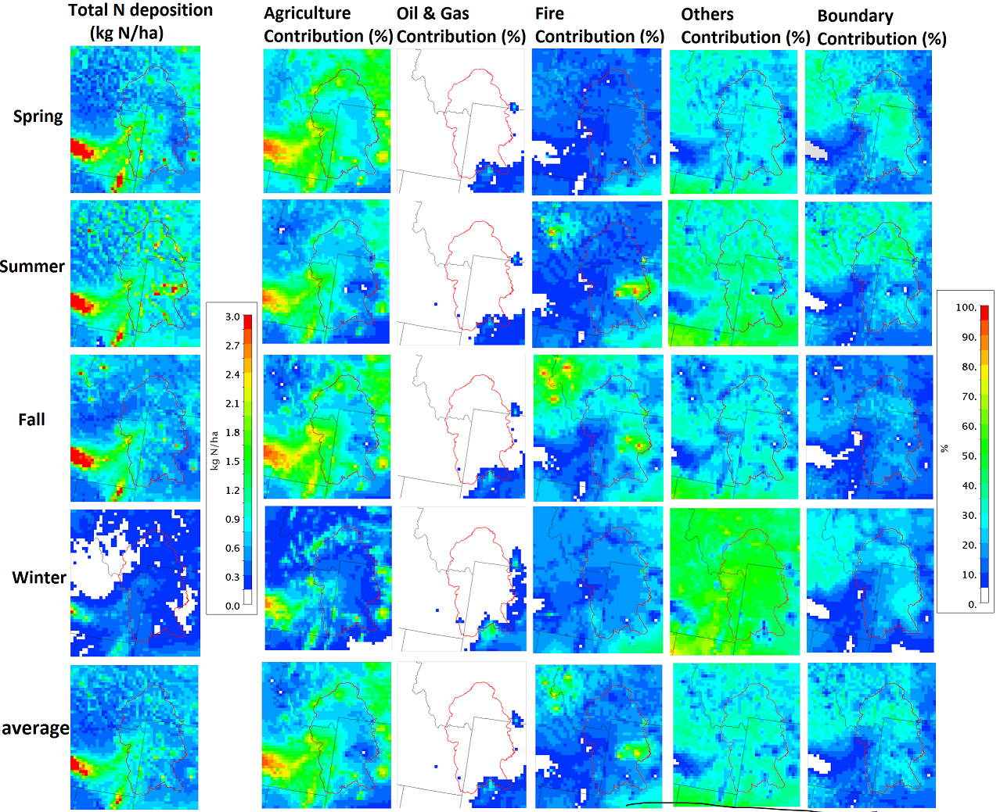 Total N deposition
(kg N/ha)
Agriculture
Contribution (%)
Oil & Gas
Contribution (%)
Fire
Contribution (%)
Others
Contribution (%)
Boundary
Contribution (%)
Spring
Summer
Fall
Winter
average
3.0
2.7
2.4
2.1
1.8
1.5
1.2
0.9
0.6
0.3
0.0
kg N/ha
100.
90.
80.
70.
60.
50.
40.
30.
20.
10.
0.
%